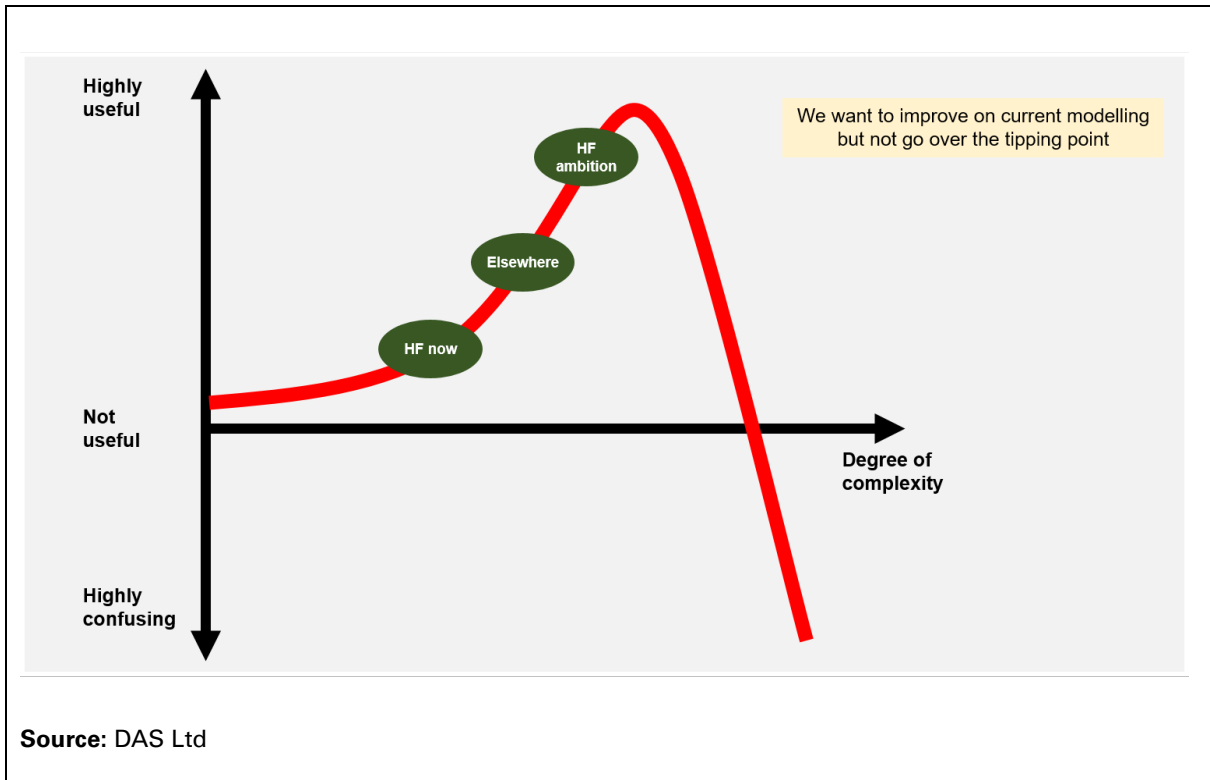 Highly
useful
We want to improve on current modelling
but not go over the tipping point
HF
ambition
Elsewhere
HF now
Not
useful
Degree of
complexity
Highly
confusing
Source: DAS Ltd